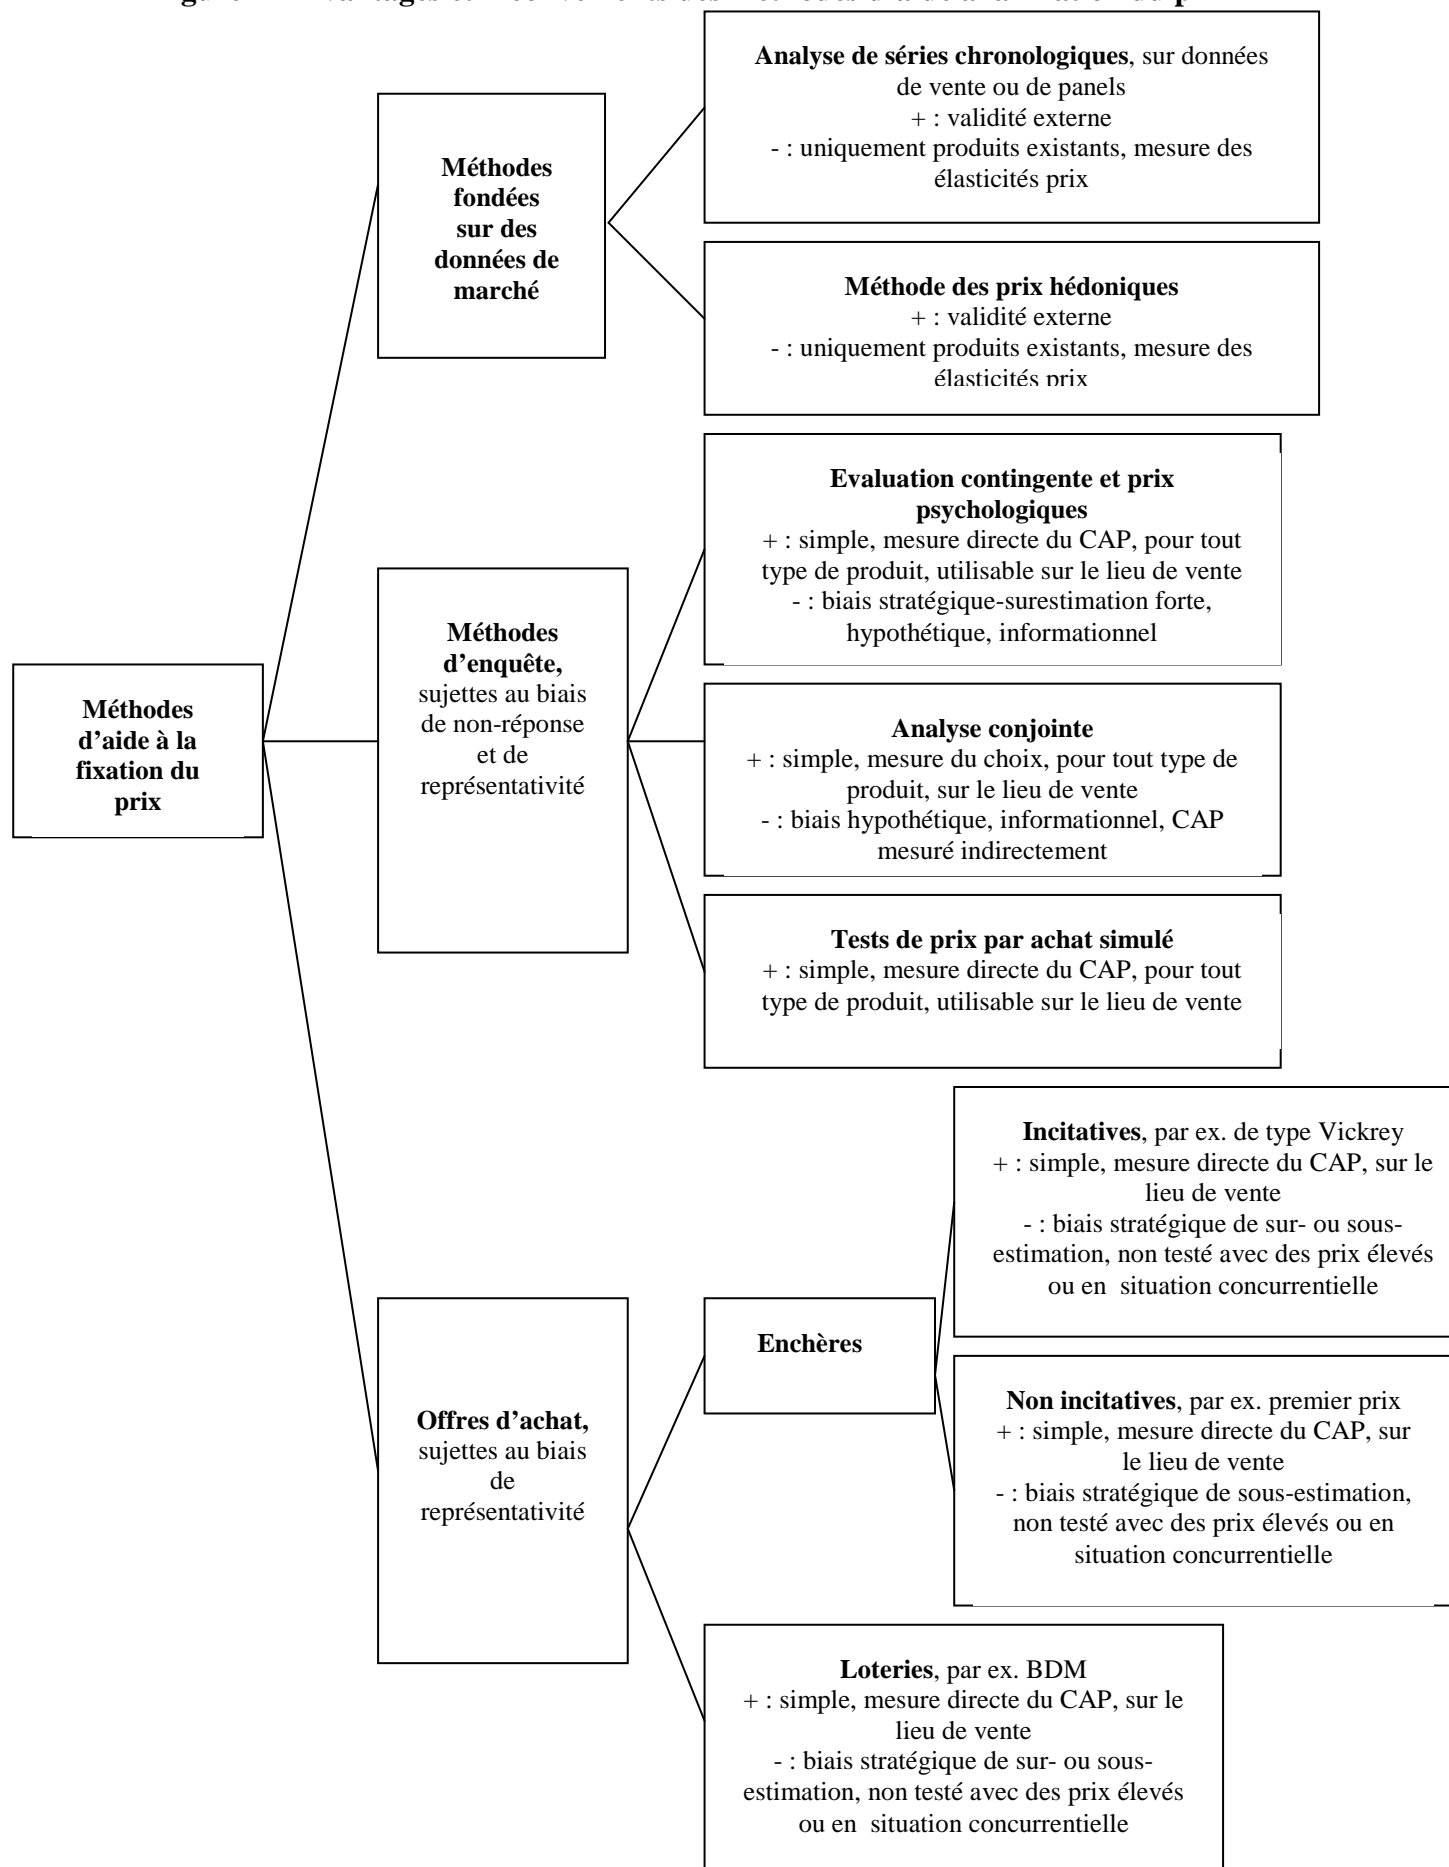 Analyse de séries chronologiques, sur données
de vente ou de panels
+ : validité externe
- : uniquement produits existants, mesure des
élasticités prix
Méthodes
fondées
sur des
données de
marché
Méthode des prix hédoniques
+ : validité externe
- : uniquement produits existants, mesure des
élasticités prix
Evaluation contingente et prix
psychologiques
+ : simple, mesure directe du CAP, pour tout
type de produit, utilisable sur le lieu de vente
- : biais stratégique-surestimation forte,
hypothétique, informationnel
Méthodes
d’enquête,
sujettes au biais
de non-réponse
et de
représentativité
Méthodes
d’aide à la
fixation du
prix
Analyse conjointe
+ : simple, mesure du choix, pour tout type de
produit, sur le lieu de vente
- : biais hypothétique, informationnel, CAP
mesuré indirectement
Tests de prix par achat simulé
+ : simple, mesure directe du CAP, pour tout
type de produit, utilisable sur le lieu de vente
Incitatives, par ex. de type Vickrey
+ : simple, mesure directe du CAP, sur le
lieu de vente
- : biais stratégique de sur- ou sous-
estimation, non testé avec des prix élevés
ou en situation concurrentielle
Enchères
Non incitatives, par ex. premier prix
+ : simple, mesure directe du CAP, sur
le lieu de vente
- : biais stratégique de sous-estimation,
non testé avec des prix élevés ou en
situation concurrentielle
Offres d’achat,
sujettes au biais
de
représentativité
Loteries, par ex. BDM
+ : simple, mesure directe du CAP, sur le
lieu de vente
- : biais stratégique de sur- ou sous-
estimation, non testé avec des prix élevés
ou en situation concurrentielle